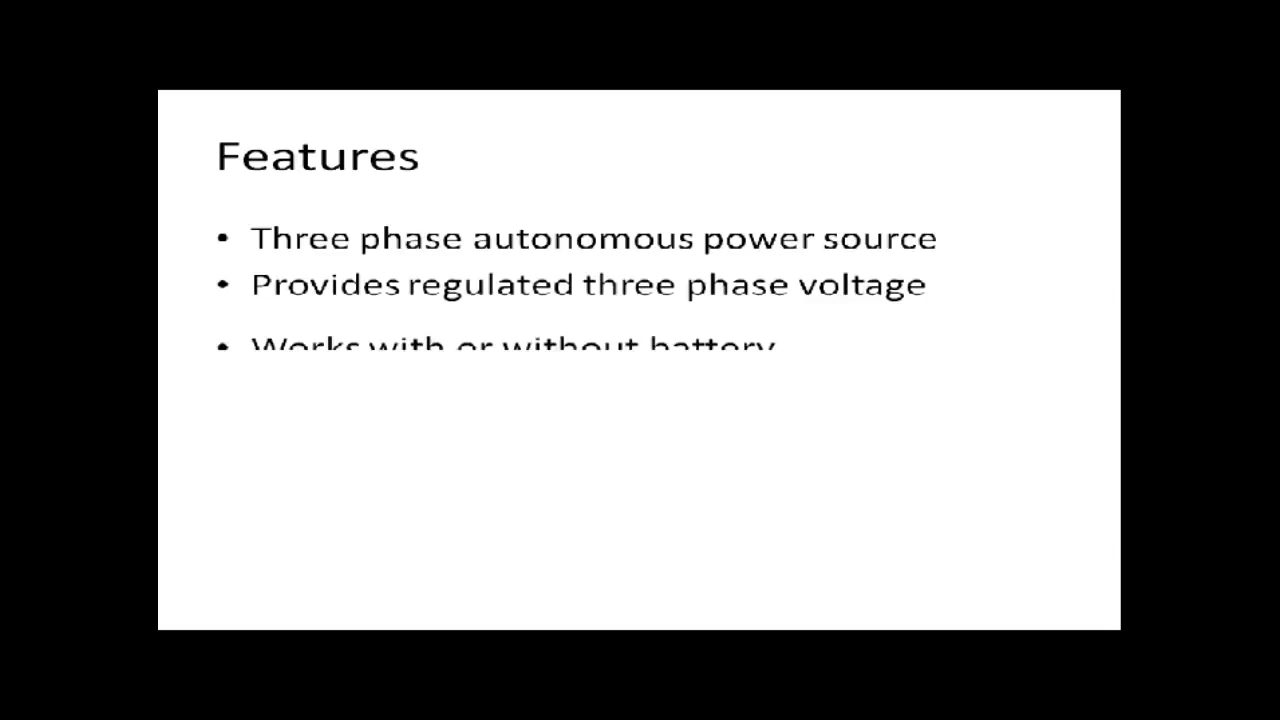 Features
• Three phase autonomous power source
• Provides regulated three phase voltage
• Works with or without battery